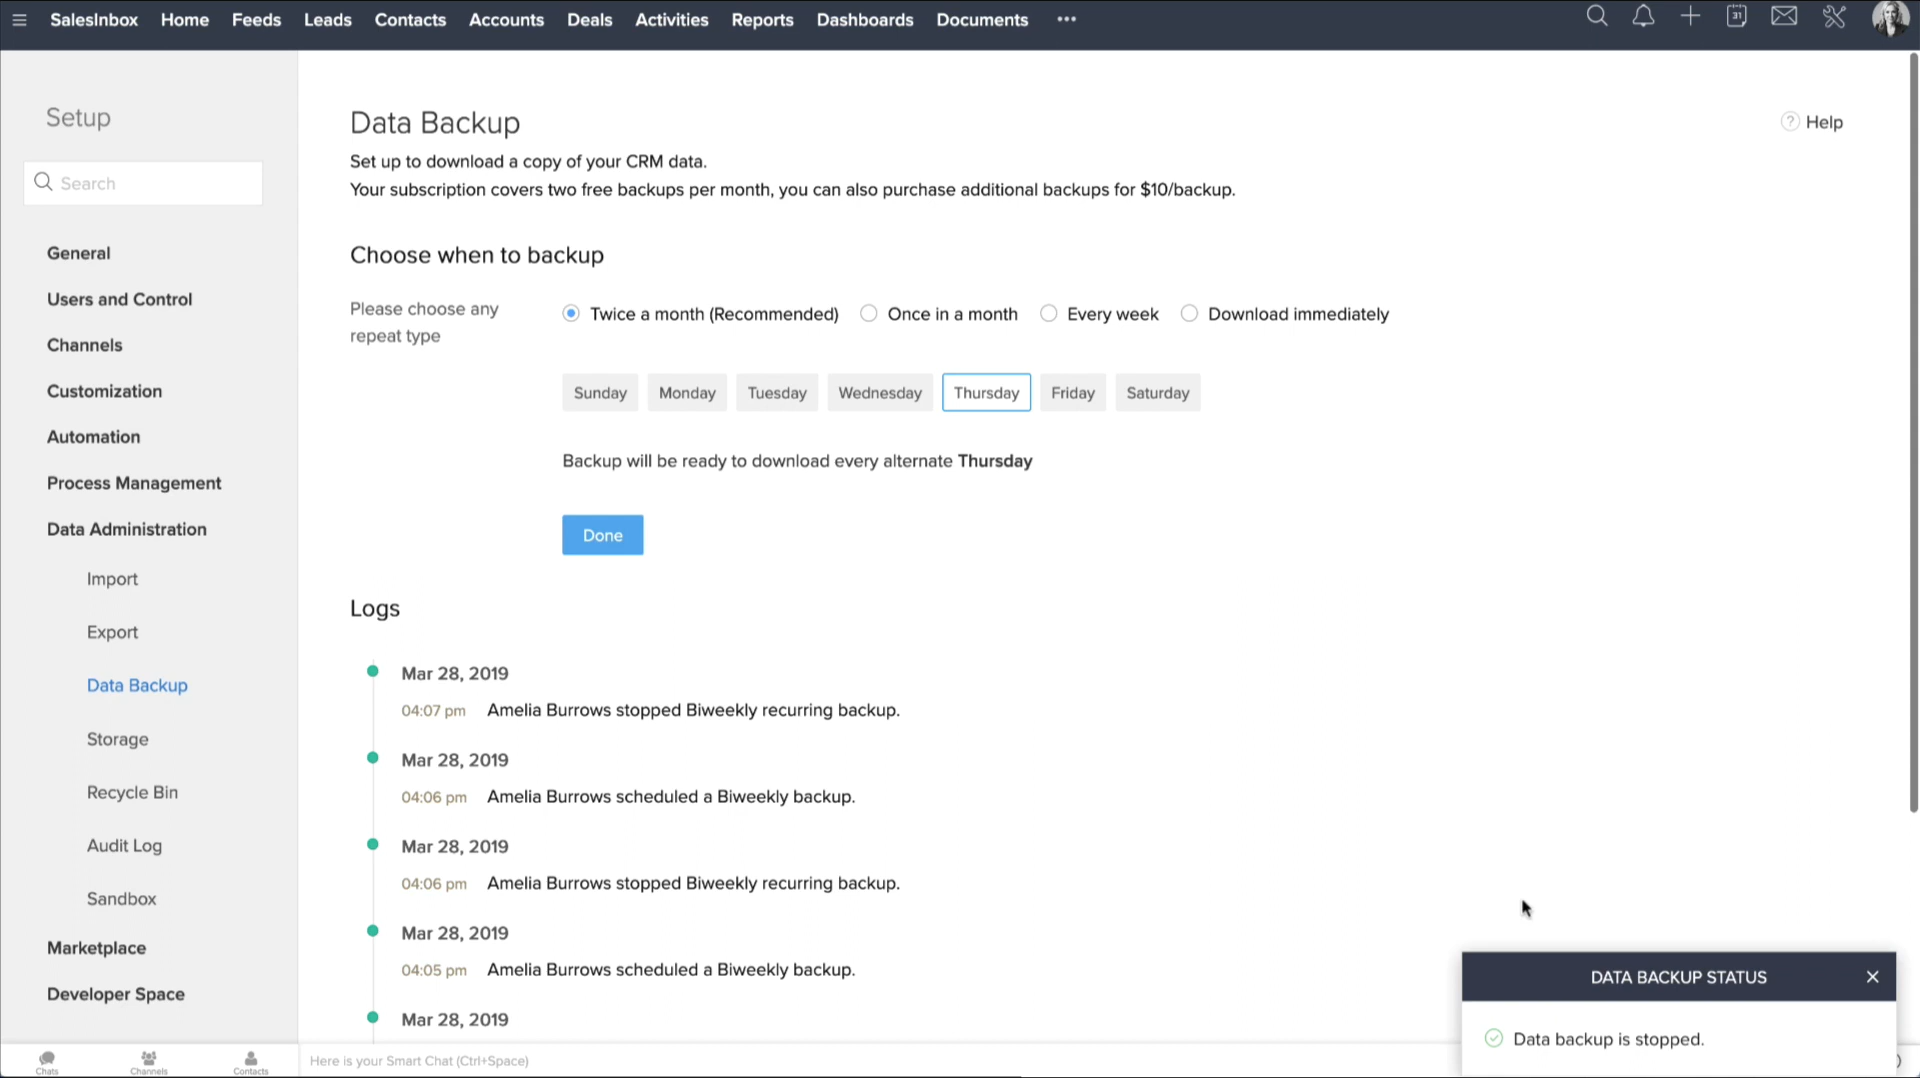 SalesInbox Home Feeds Leads Contacts Accounts Deals Activities Reports Dashboards Documents
31
Setup
Search
General
Users and Control
Channels
Customization
Automation
Process Management
Data Administration
Import
Export
Data Backup
Storage
Recycle Bin
Audit Log
Sandbox
Marketplace
Developer Space
Data Backup
? Help
Set up to download a copy of your CRM data.
Your subscription covers two free backups per month, you can also purchase additional backups for $10/backup.
Choose when to backup
Please choose any
repeat type
Twice a month (Recommended) Once in a month Every week Download immediately
Sunday Monday Tuesday Wednesday Thursday Friday Saturday
Backup will be ready to download every alternate Thursday
Done
Logs
Mar 28, 2019
04:07 pm Amelia Burrows stopped Biweekly recurring backup.
Mar 28, 2019
04:06 pm Amelia Burrows scheduled a Biweekly backup.
Mar 28, 2019
04:06 pm Amelia Burrows stopped Biweekly recurring backup.
Mar 28, 2019
04:05 pm Amelia Burrows scheduled a Biweekly backup.
Mar 28, 2019
DATA BACKUP STATUS
Data backup is stopped.
Chats Channels Contacts
Here is your Smart Chat (Ctrl+Space)